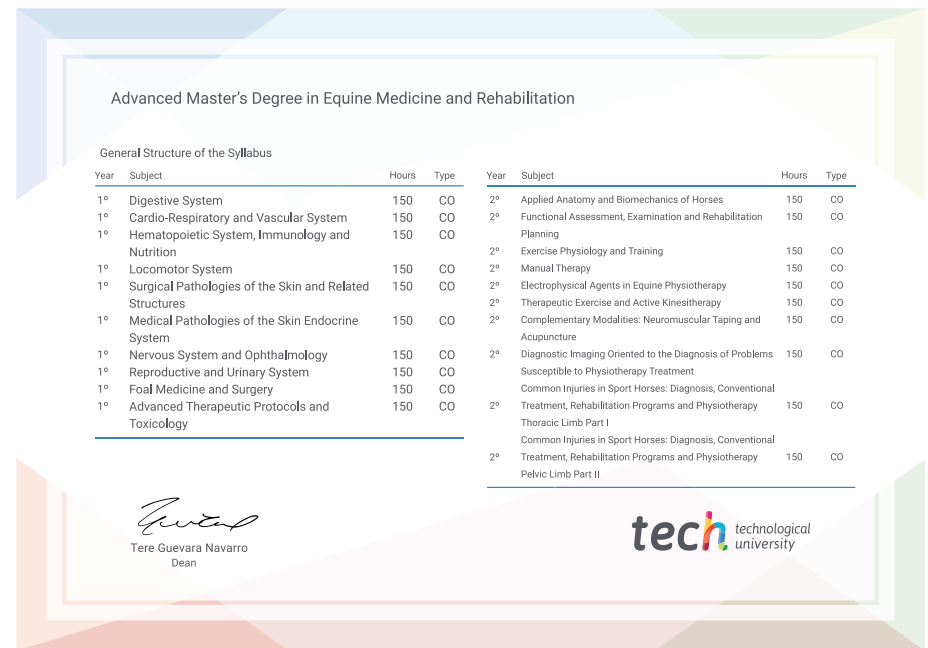 Advanced Master's Degree in Equine Medicine and Rehabilitation
General Structure of the Syllabus
Year Subject Hours Type
1º Digestive System 150 CO
1º Cardio-Respiratory and Vascular System 150 CO
1º Hematopoietic System, Immunology and 150 CO
Nutrition
1º Locomotor System 150 CO
1º Surgical Pathologies of the Skin and Related 150 CO
Structures
1º Medical Pathologies of the Skin Endocrine 150 CO
System
1º Nervous System and Ophthalmology 150 CO
1º Reproductive and Urinary System 150 CO
1º Foal Medicine and Surgery 150 CO
1º Advanced Therapeutic Protocols and 150 CO
Toxicology
Year Subject Hours Type
2º Applied Anatomy and Biomechanics of Horses 150 CO
2º Functional Assessment, Examination and Rehabilitation 150 CO
Planning
2º Exercise Physiology and Training 150 CO
2º Manual Therapy 150 CO
2º Electrophysical Agents in Equine Physiotherapy 150 CO
2º Therapeutic Exercise and Active Kinesitherapy 150 CO
2º Complementary Modalities: Neuromuscular Taping and 150 CO
Acupuncture
2º Diagnostic Imaging Oriented to the Diagnosis of Problems 150 CO
Susceptible to Physiotherapy Treatment
Common Injuries in Sport Horses: Diagnosis, Conventional
2º Treatment, Rehabilitation Programs and Physiotherapy 150 CO
Thoracic Limb Part I
Common Injuries in Sport Horses: Diagnosis, Conventional
2º Treatment, Rehabilitation Programs and Physiotherapy 150 CO
Pelvic Limb Part II
Tere Guevara Navarro
Dean
tech technological
university